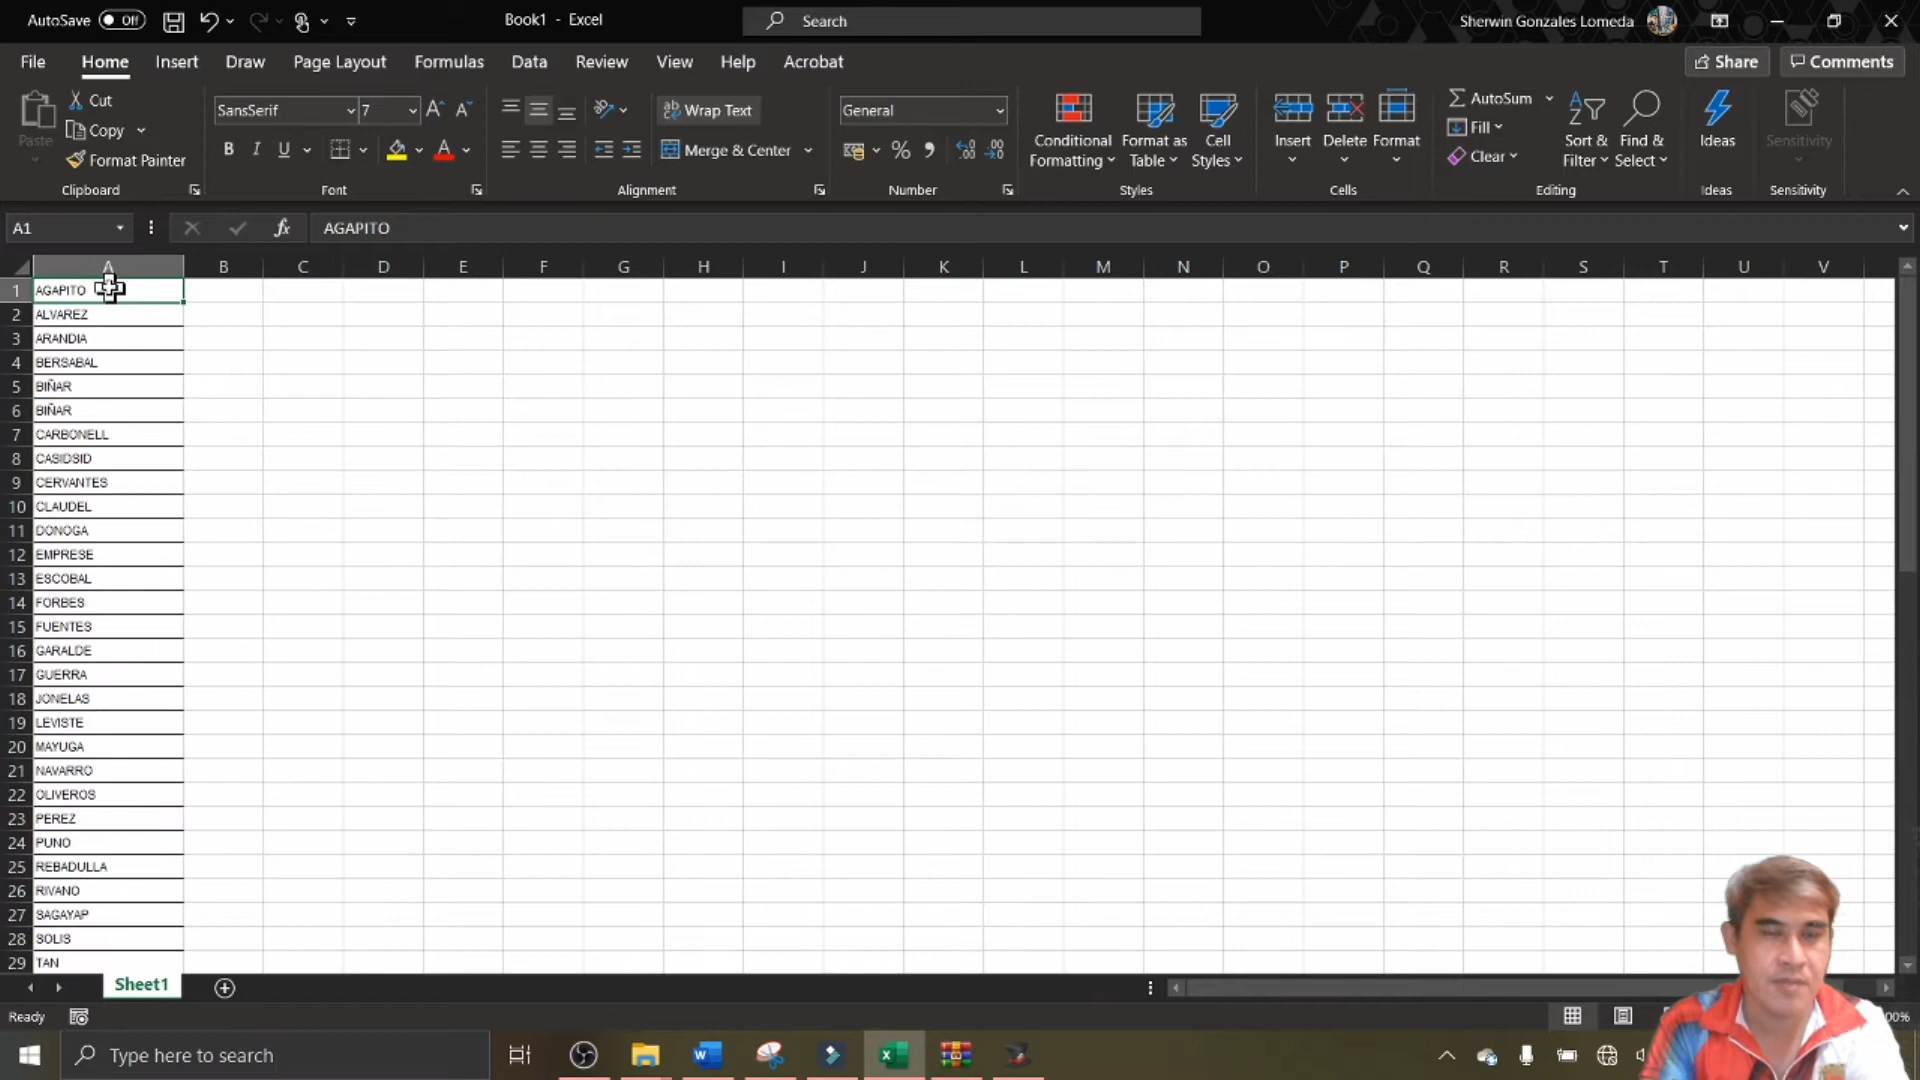 AutoSave Off Book1 - Excel Search Sherwin Gonzales Lomeda
File Home Insert Draw Page Layout Formulas Data Review View Help Acrobat Share Comments
Paste Cut Copy Format Painter Clipboard
SansSerif 7 B I U A Font
Wrap Text Merge & Center Alignment
General % Number
Conditional Formatting Format as Table Cell Styles Styles
Insert Delete Format Cells
AutoSum Fill Clear Sort & Filter Find & Select Editing
Ideas Ideas
Sensitivity Sensitivity
A1 fx AGAPITO
A B C D E F G H I J K L M N O P Q R S T U V
1 AGAPITO
2 ALVAREZ
3 ARANDIA
4 BERSABAL
5 BIÑAR
6 BIÑAR
7 CARBONELL
8 CASIDSID
9 CERVANTES
10 CLAUDEL
11 DONOGA
12 EMPRESE
13 ESCOBAL
14 FORBES
15 FUENTES
16 GARALDE
17 GUERRA
18 JONELAS
19 LEVISTE
20 MAYUGA
21 NAVARRO
22 OLIVEROS
23 PEREZ
24 PUNO
25 REBADULLA
26 RIVANO
27 SAGAYAP
28 SOLIS
29 TAN
Sheet1
Ready
Type here to search